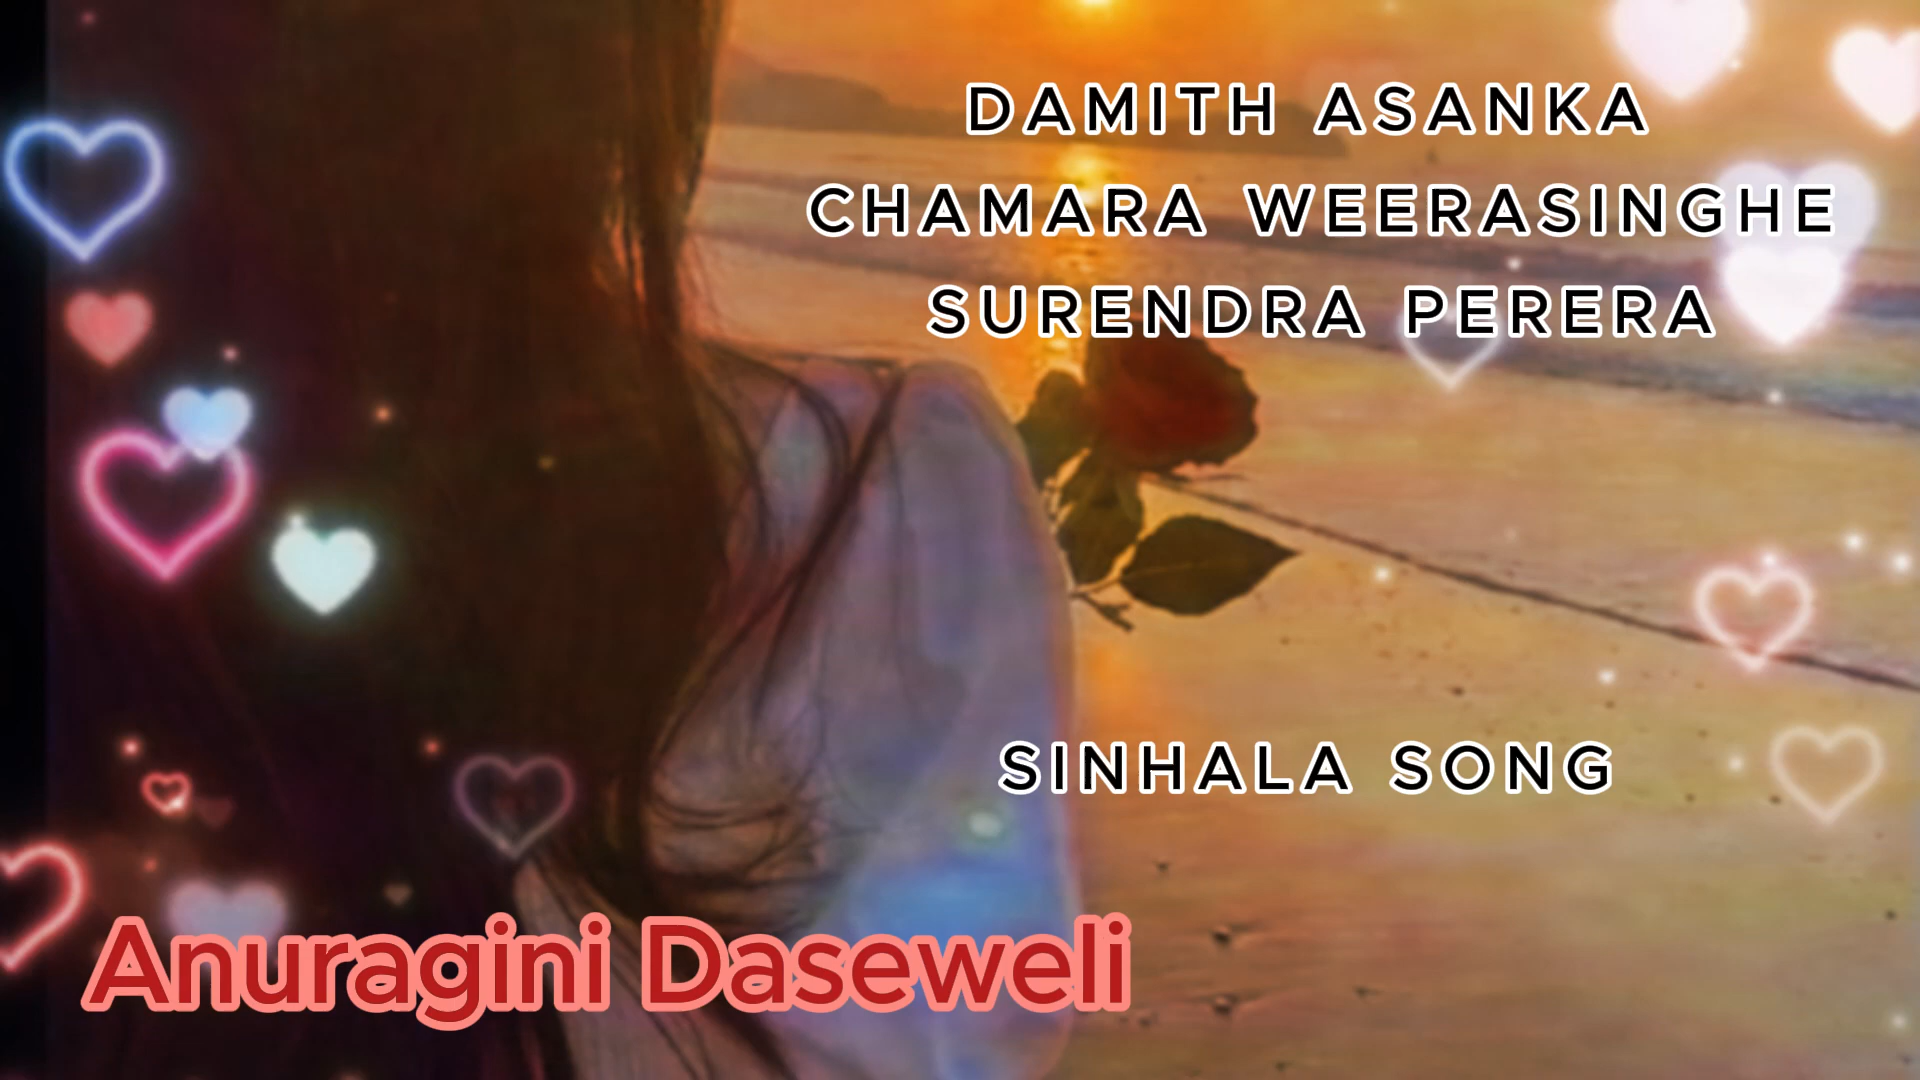 DAMITH ASANKA
CHAMARA WEERASINGHE
SURENDRA PERERA
SINHALA SONG
Anuragini Daseweli